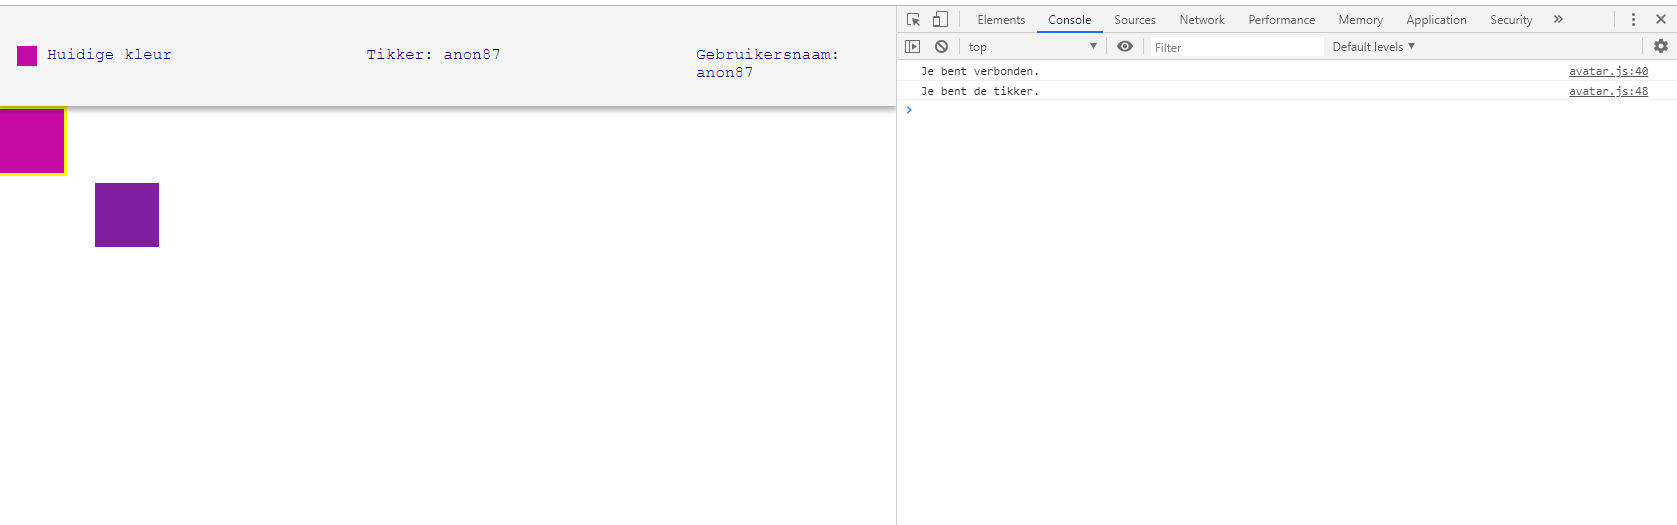 Huidige kleur
Tikker: anon87
Gebruikersnaam:
anon87
Elements Console Sources Network Performance Memory Application Security »
top Filter Default levels
Je bent verbonden. avatar.js:40
Je bent de tikker. avatar.js:48